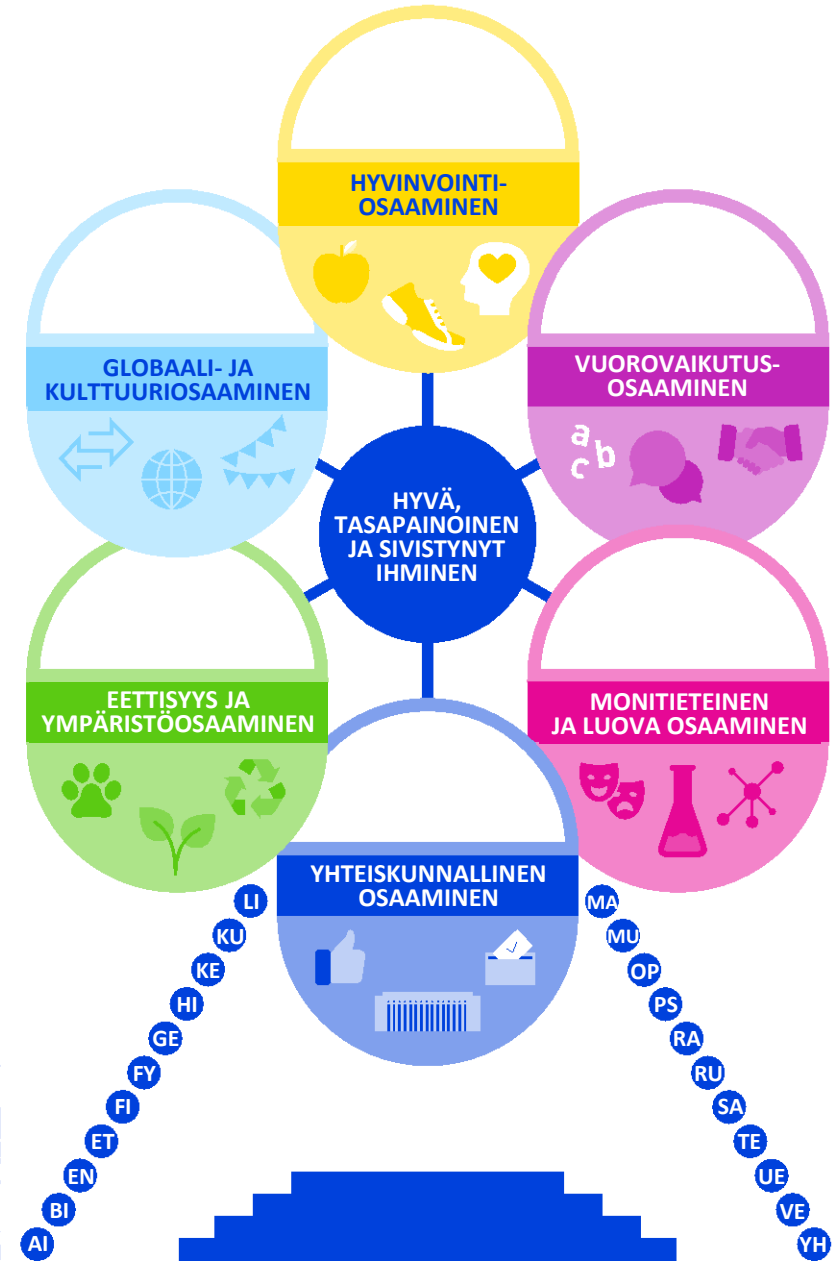 HYVINVOINTI-
OSAAMINEN
GLOBAALI- JA
KULTTUURIOSAAMINEN
VUOROVAIKUTUS-
OSAAMINEN
a
b
c
HYVÄ,
TASAPAINOINEN
JA SIVISTYNYT
IHMINEN
EETTISYYS JA
YMPÄRISTÖOSAAMINEN
MONITIETEINEN
JA LUOVA OSAAMINEN
YHTEISKUNNALLINEN
OSAAMINEN
LI
KU
KE
HI
GE
FY
FI
ET
EN
BI
AI
MA
MU
OP
PS
RA
RU
SA
TE
UE
VE
YH